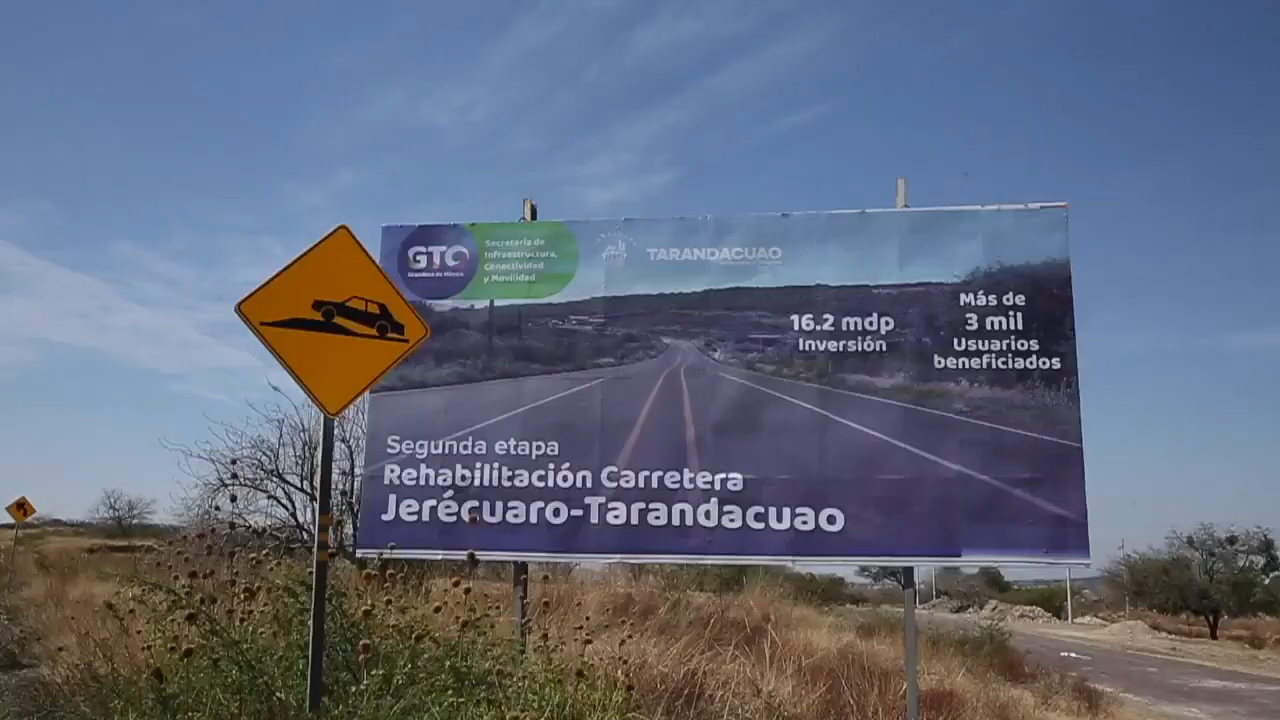 GTO
Grandeza de México
Secretaría de
Infraestructura,
Conectividad
y Movilidad
TARANDACUAO
16.2 mdp
Inversión
Más de
3 mil
Usuarios
beneficiados
Segunda etapa
Rehabilitación Carretera
Jerécuaro-Tarandacuao